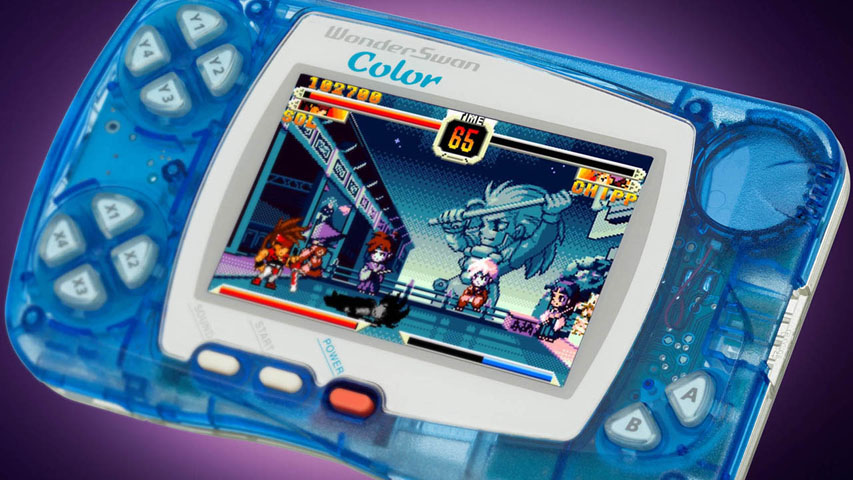 WonderSwan
Color
Y1
Y4
Y2
Y3
X1
X4
X2
X3
102700
TIME
65
SOL
CHIPP
SOUND
START
POWER
A
B